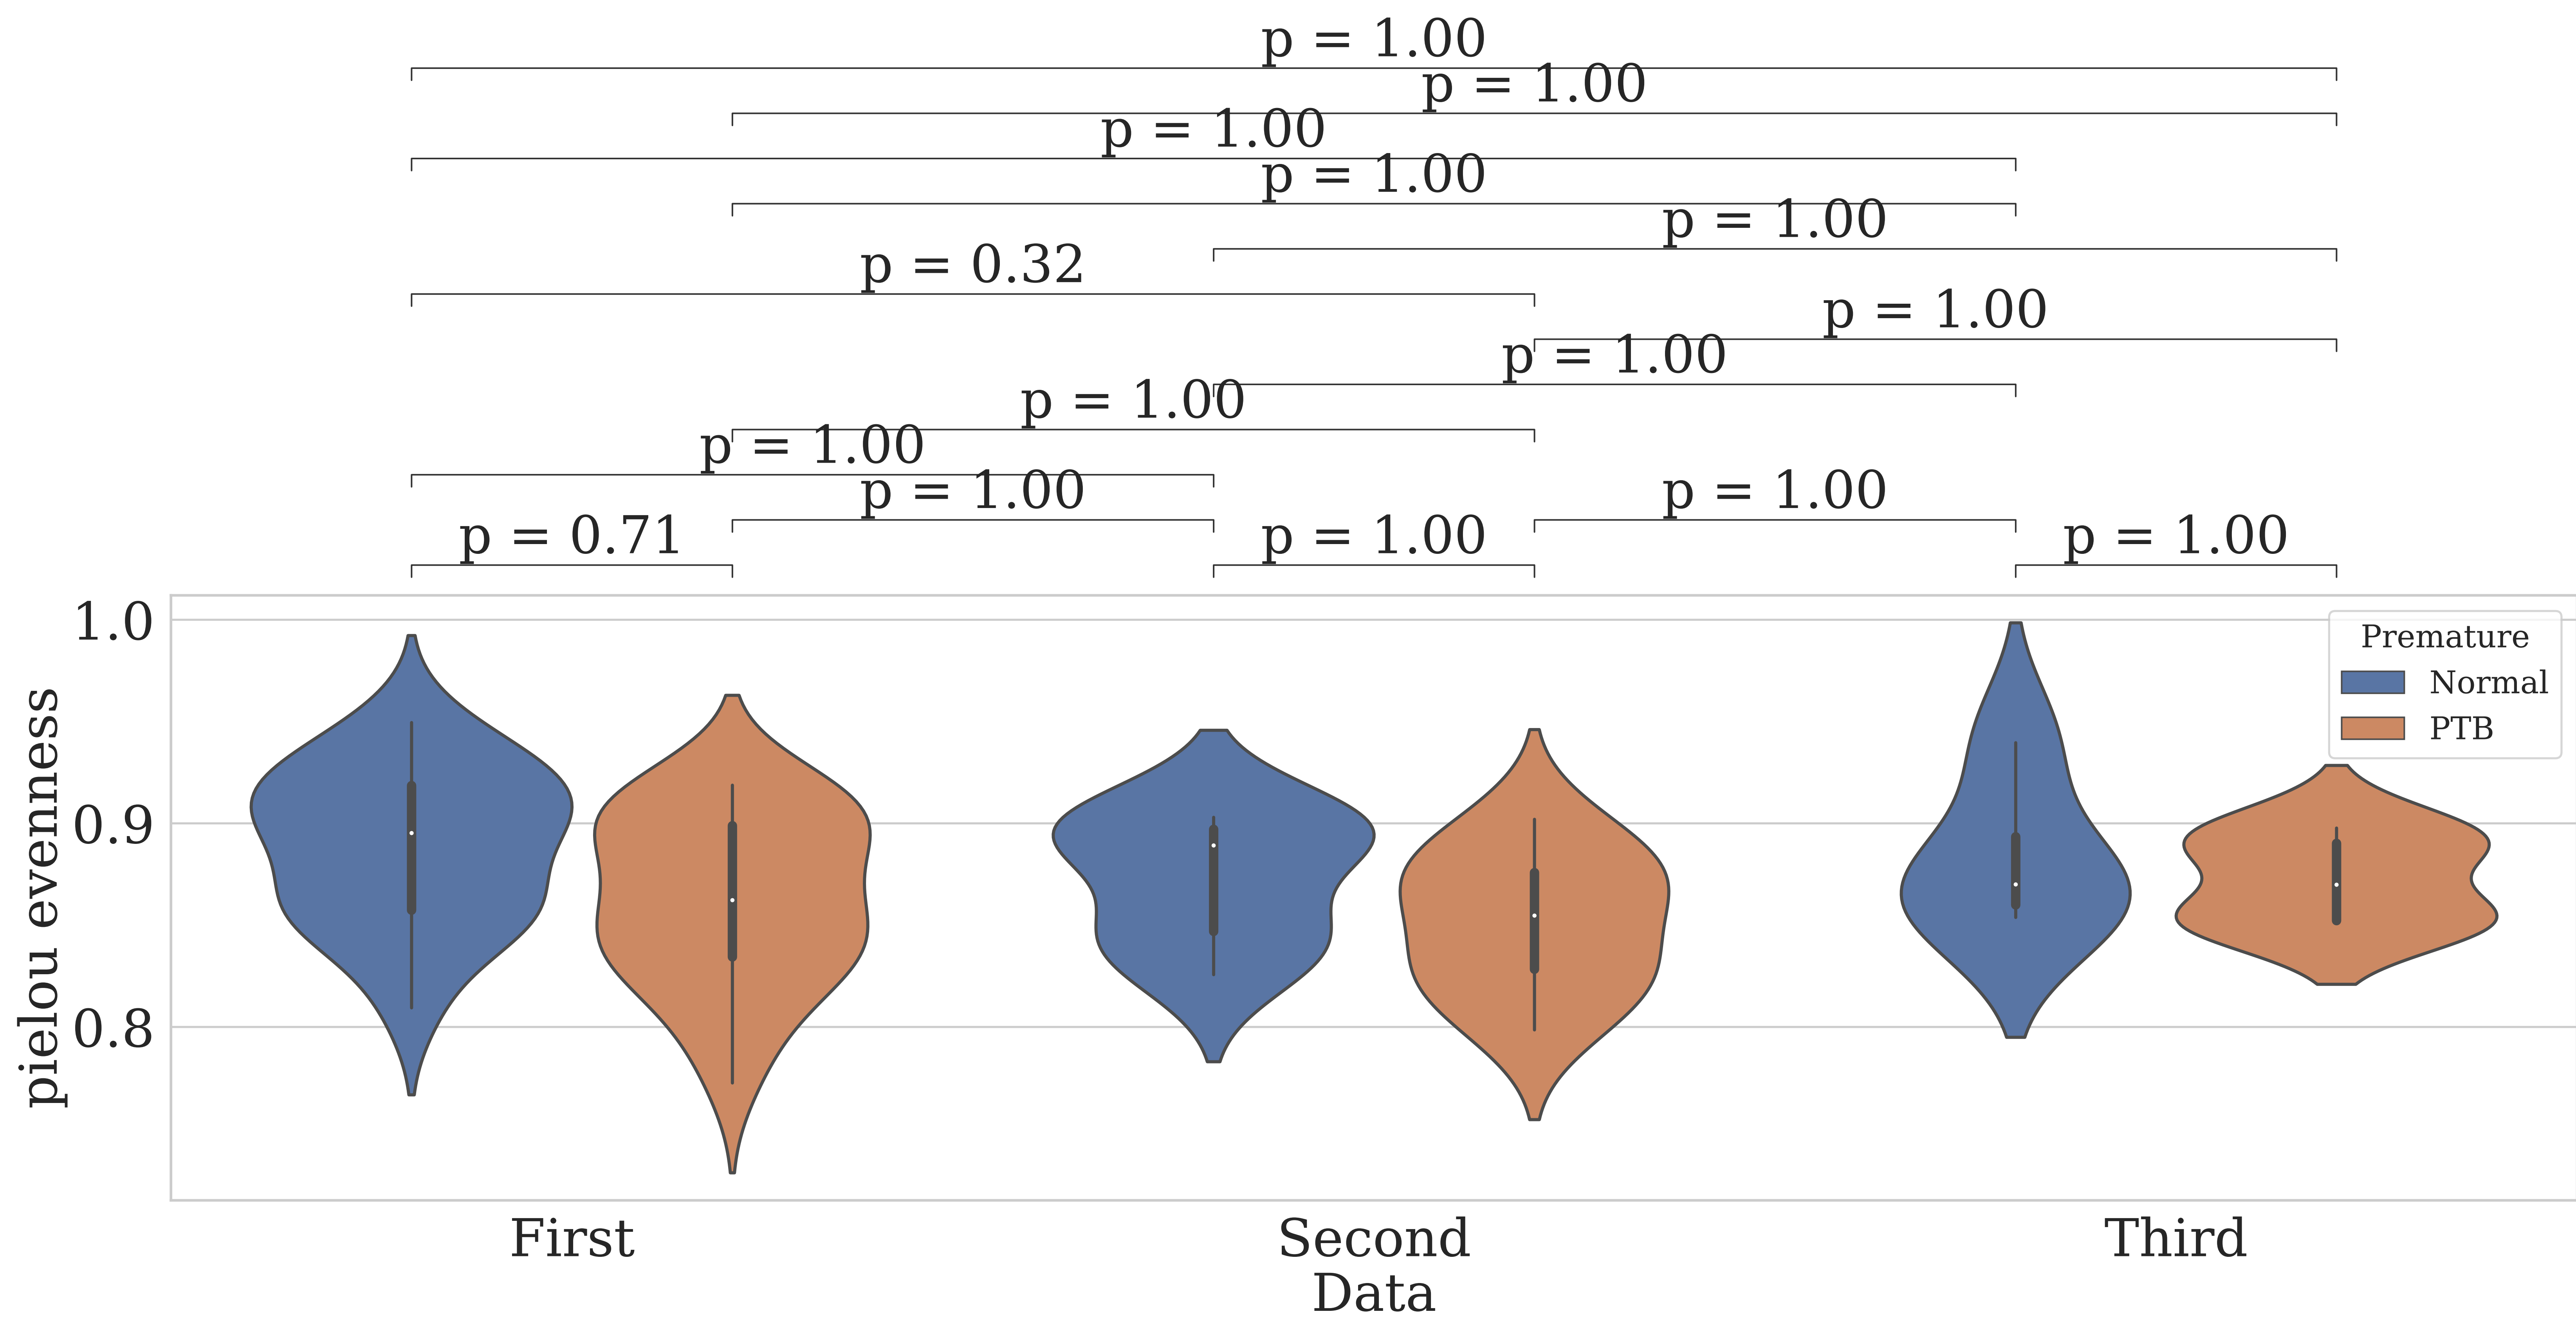 p = 1.00
p = 1.00
p = 1.00
p = 1.00
p = 1.00
p = 0.32
p = 1.00
p = 1.00
p = 1.00
p = 1.00
p = 1.00 p = 1.00
p = 0.71 p = 1.00 p = 1.00
pielou evenness
1.0
0.9
0.8
Premature
Normal
PTB
First Second Third
Data